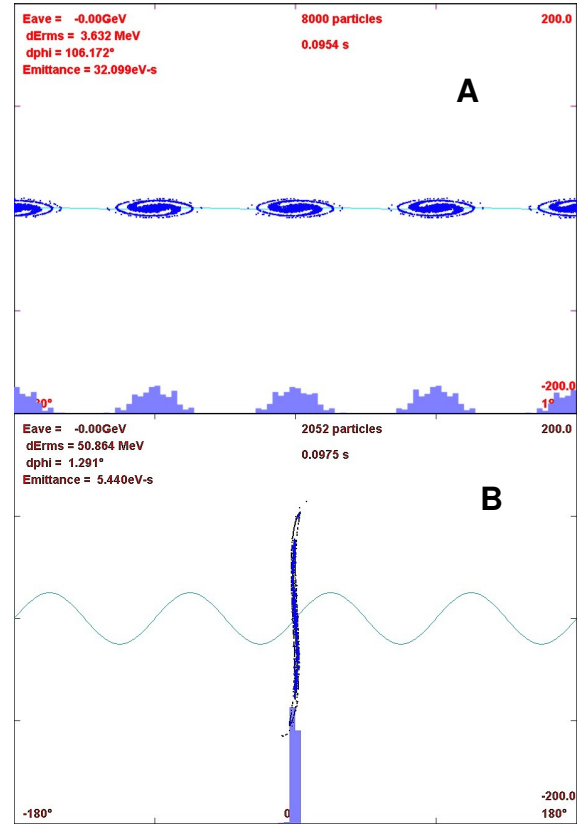 Eave = -0.00GeV 8000 particles 200.0
dErms = 3.632 MeV 0.0954 s
dphi = 106.172°
Emittance = 32.099eV-s
A
-200.0
Eave = -0.00GeV 2052 particles 200.0
dErms = 50.864 MeV 0.0975 s
dphi = 1.291°
Emittance = 5.440eV-s
B
-200.0
-180° 0 180°